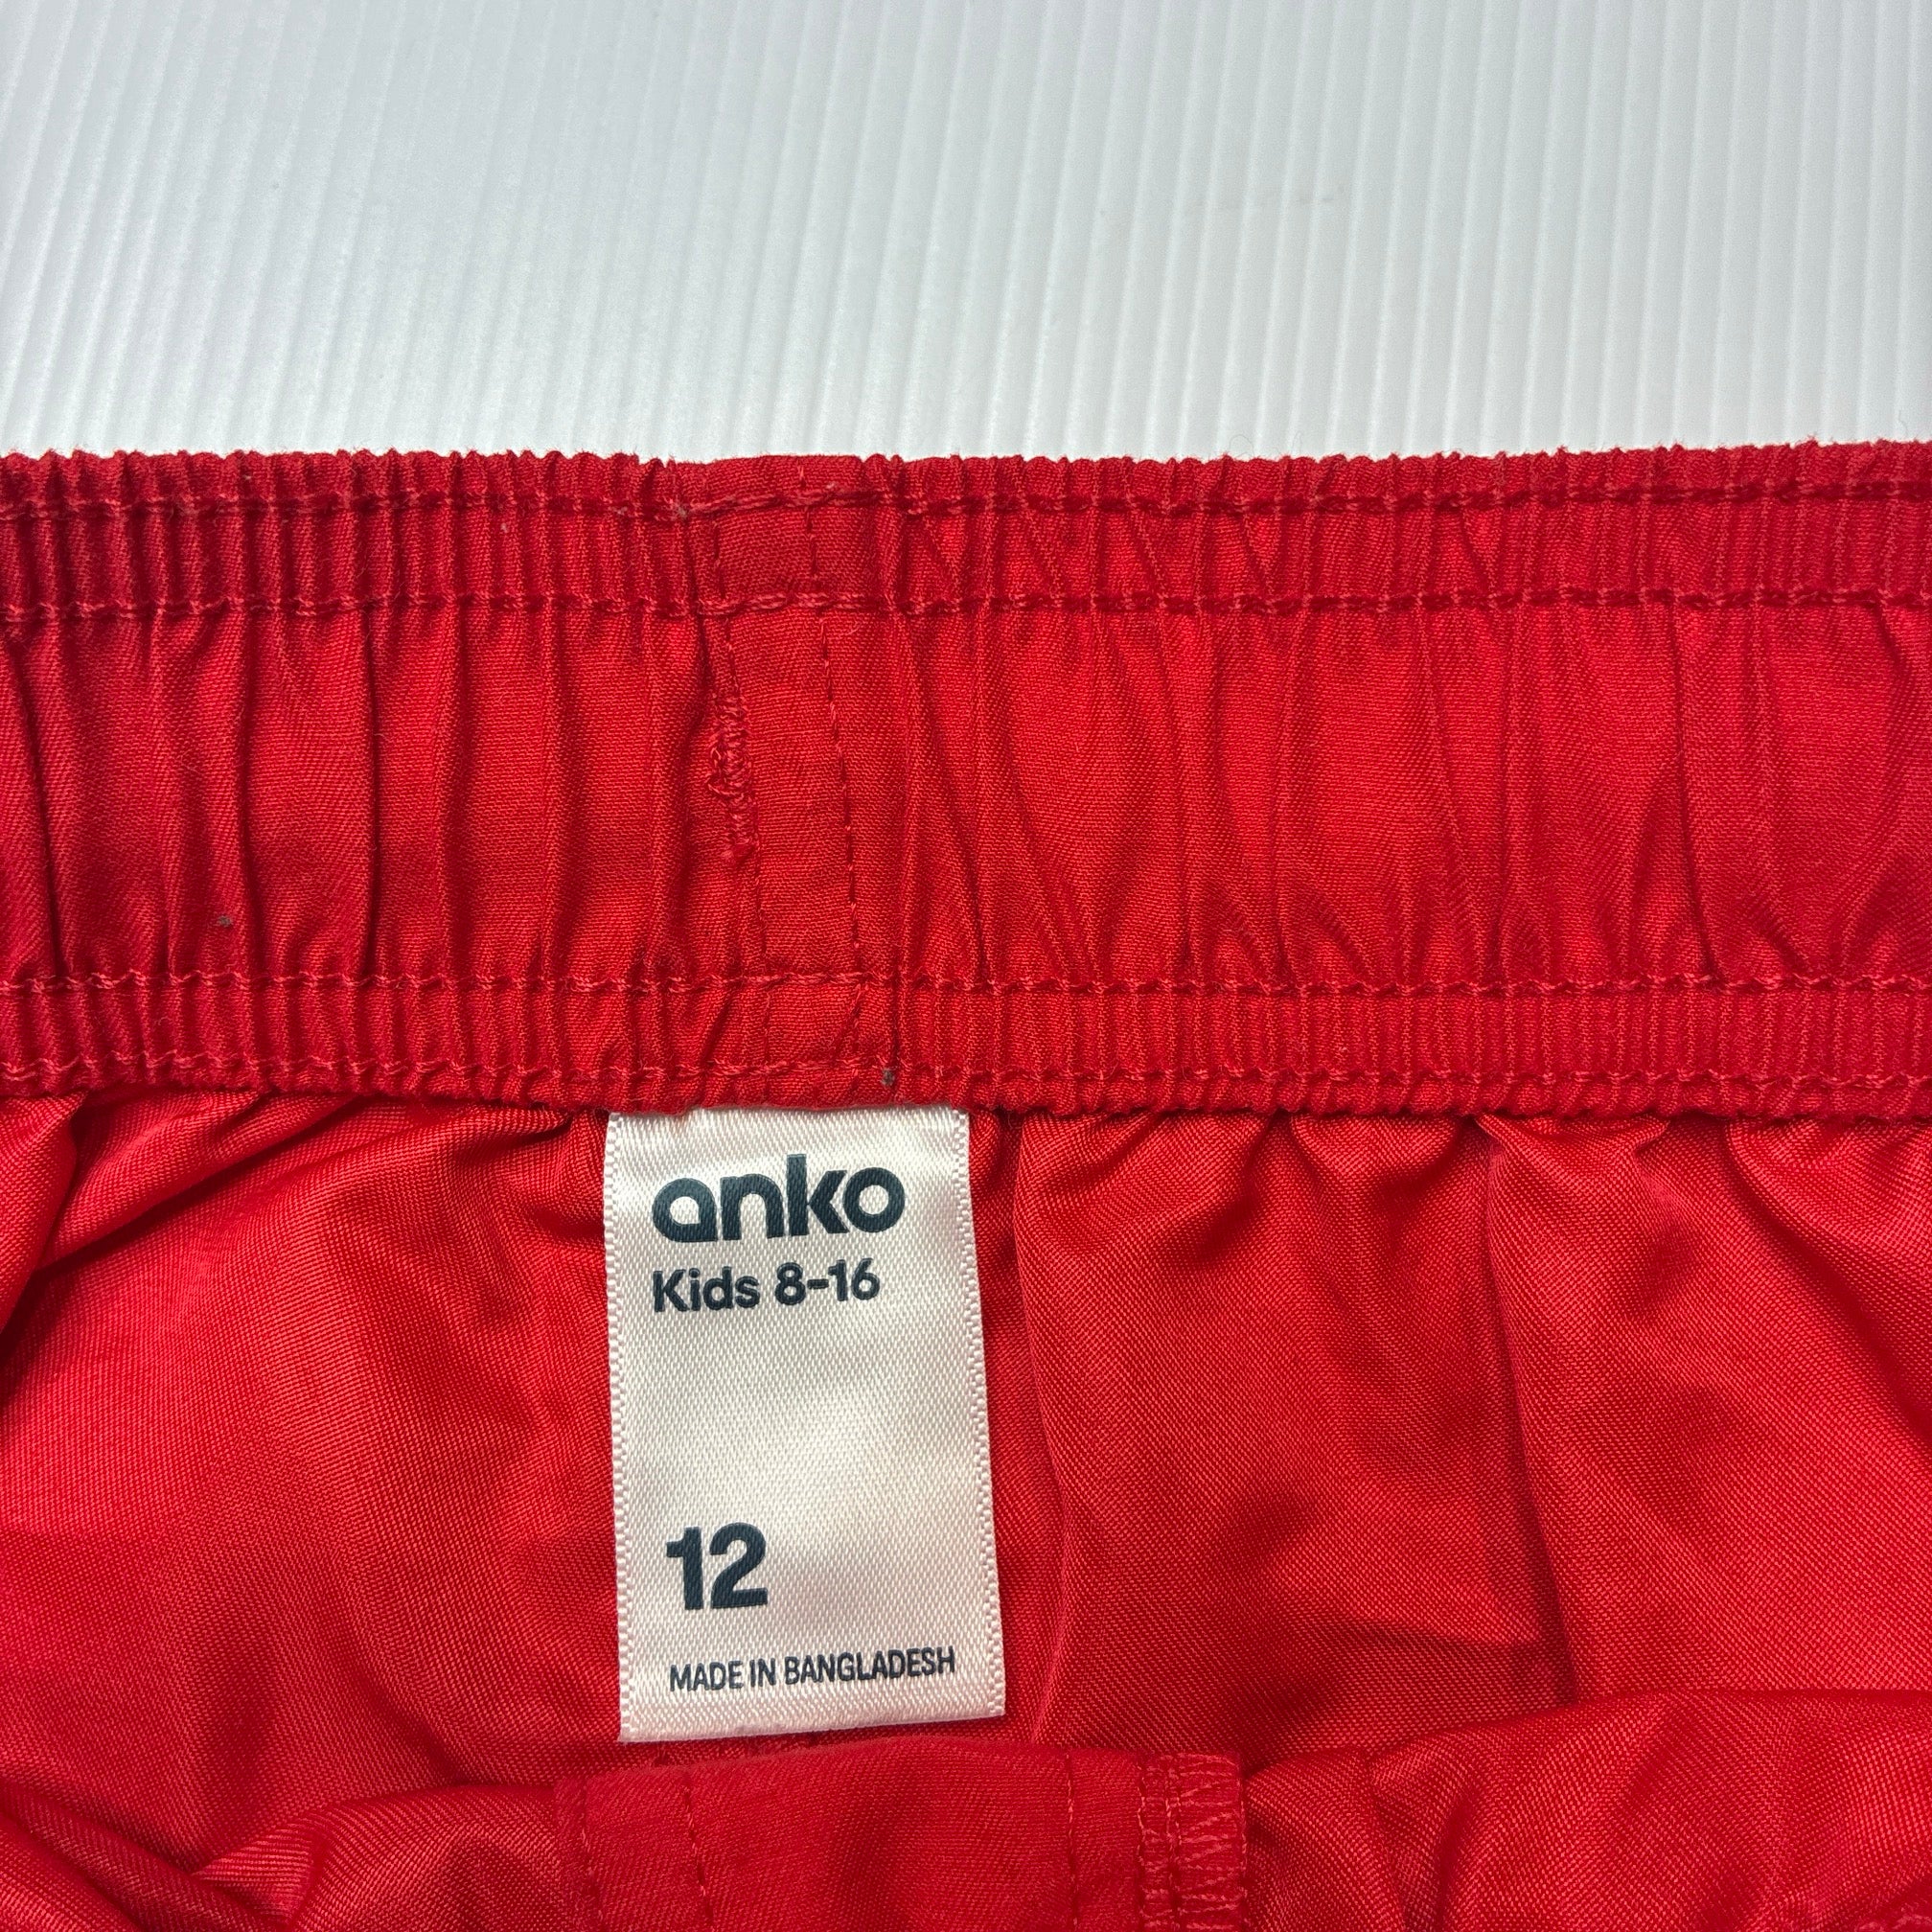 anko
Kids 8-16
12
MADE IN BANGLADESH